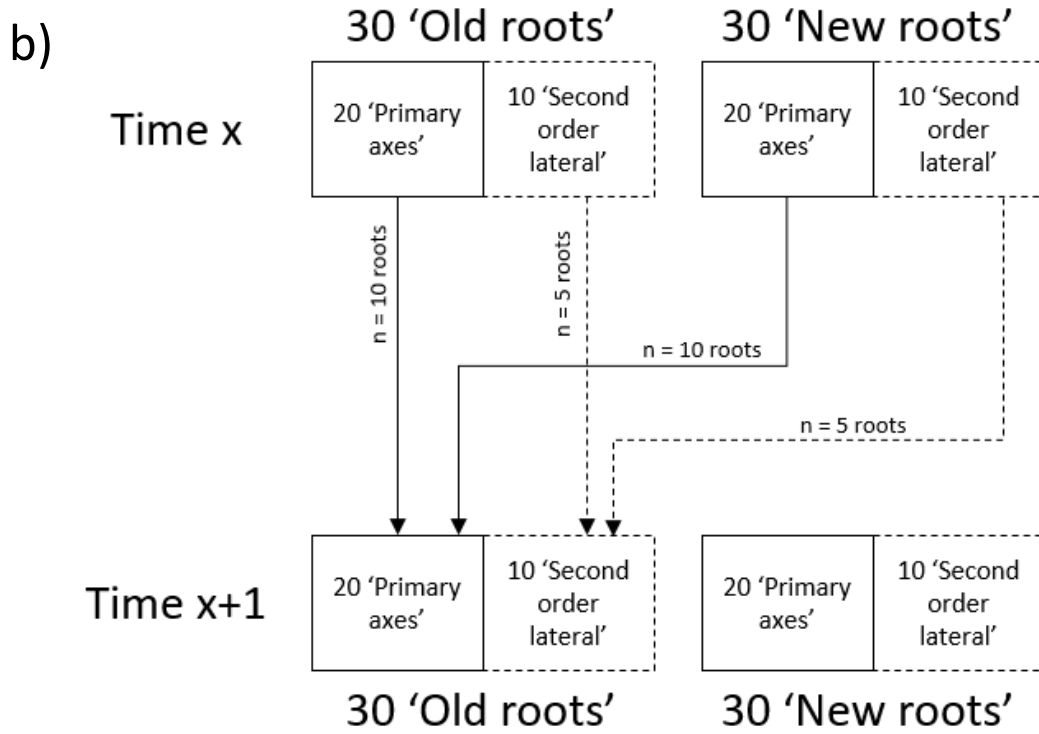 b)
30 ‘Old roots’
30 ‘New roots’
Time x
20 ‘Primary
axes’
10 ‘Second
order
lateral’
20 ‘Primary
axes’
10 ‘Second
order
lateral’
n = 10 roots
n = 5 roots
n = 10 roots
n = 5 roots
Time x+1
20 ‘Primary
axes’
10 ‘Second
order
lateral’
20 ‘Primary
axes’
10 ‘Second
order
lateral’
30 ‘Old roots’
30 ‘New roots’